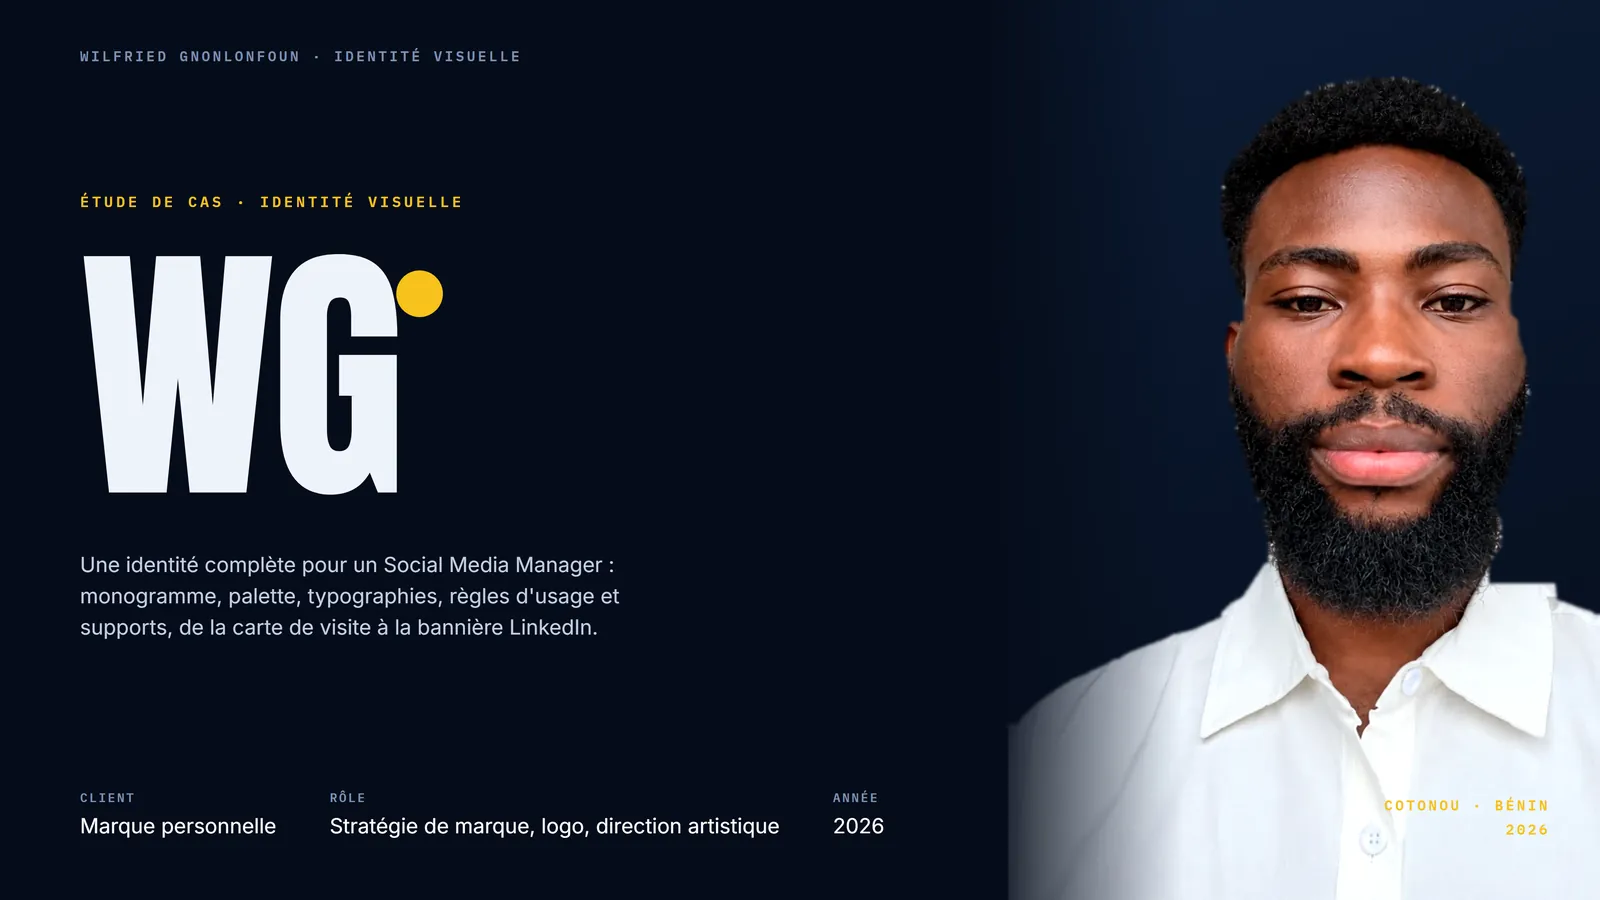 WILFRIED GNONLONFOUN · IDENTITÉ VISUELLE
ÉTUDE DE CAS · IDENTITÉ VISUELLE
WG
Une identité complète pour un Social Media Manager :
monogramme, palette, typographies, règles d'usage et
supports, de la carte de visite à la bannière LinkedIn.
CLIENT
Marque personnelle
RÔLE
Stratégie de marque, logo, direction artistique
ANNÉE
2026
COTONOU · BÉNIN
2026